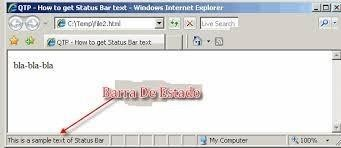 QTP - How to get Status Bar text - Windows Internet Explorer
C:\Temp\file2.html
Live Search
QTP - How to get Status Bar text
bla-bla-bla
Barra De Estado
This is a sample text of Status Bar
My Computer
100%